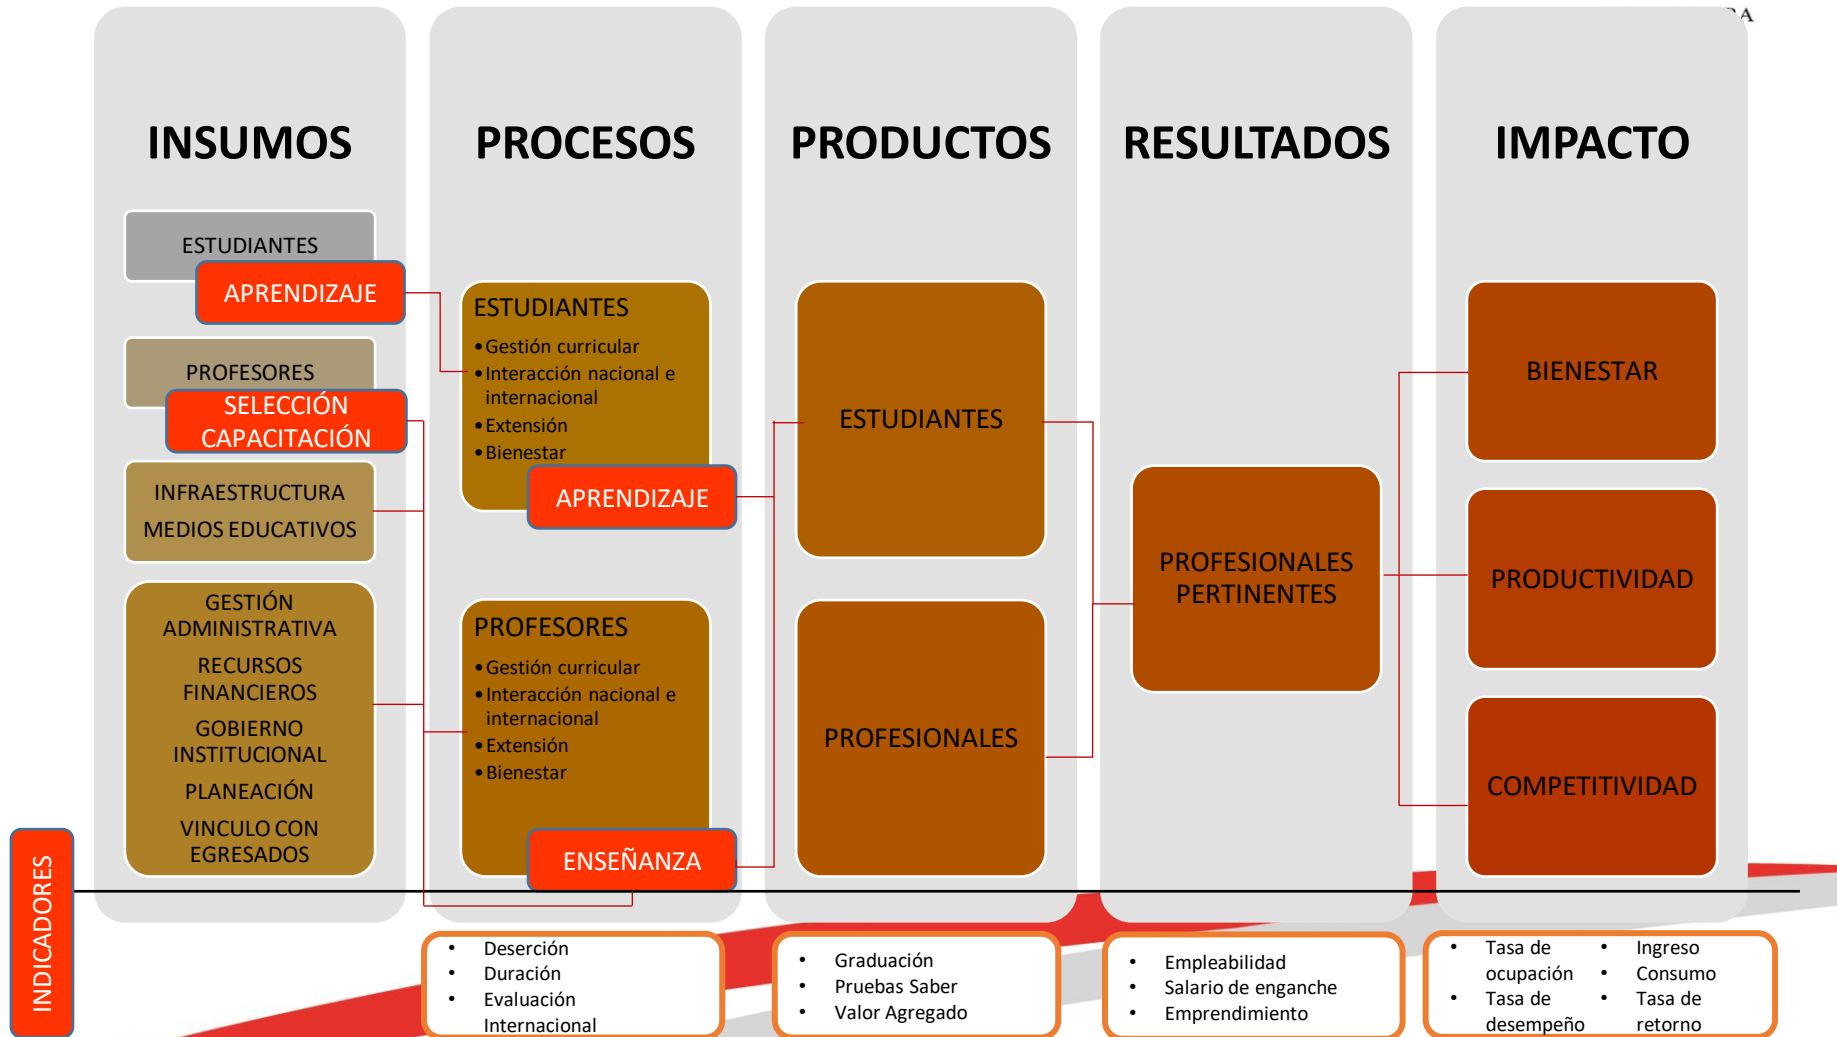 INSUMOS
ESTUDIANTES
APRENDIZAJE
PROFESORES
SELECCIÓN
CAPACITACIÓN
INFRAESTRUCTURA
MEDIOS EDUCATIVOS
GESTIÓN
ADMINISTRATIVA
RECURSOS
FINANCIEROS
GOBIERNO
INSTITUCIONAL
PLANEACIÓN
VINCULO CON
EGRESADOS
PROCESOS
ESTUDIANTES
• Gestión curricular
• Interacción nacional e
internacional
• Extensión
• Bienestar
APRENDIZAJE
PROFESORES
• Gestión curricular
• Interacción nacional e
internacional
• Extensión
• Bienestar
ENSEÑANZA
PRODUCTOS
ESTUDIANTES
PROFESIONALES
RESULTADOS
PROFESIONALES
PERTINENTES
IMPACTO
BIENESTAR
PRODUCTIVIDAD
COMPETITIVIDAD
INDICADORES
• Deserción
• Duración
• Evaluación
Internacional
• Graduación
• Pruebas Saber
• Valor Agregado
• Empleabilidad
• Salario de enganche
• Emprendimiento
• Tasa de
ocupación
• Tasa de
desempeño
• Ingreso
• Consumo
• Tasa de
retorno